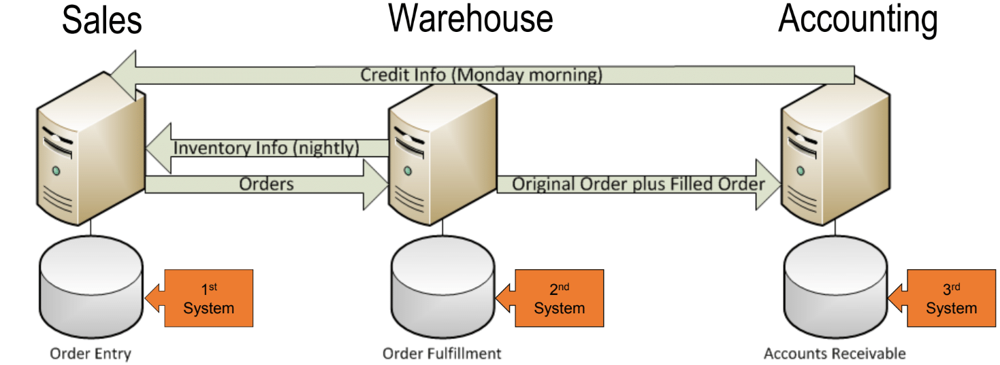 Sales
Warehouse
Accounting
Credit Info (Monday morning)
Inventory Info (nightly)
Orders
Original Order plus Filled Order
1st
System
2nd
System
3rd
System
Order Entry
Order Fulfillment
Accounts Receivable